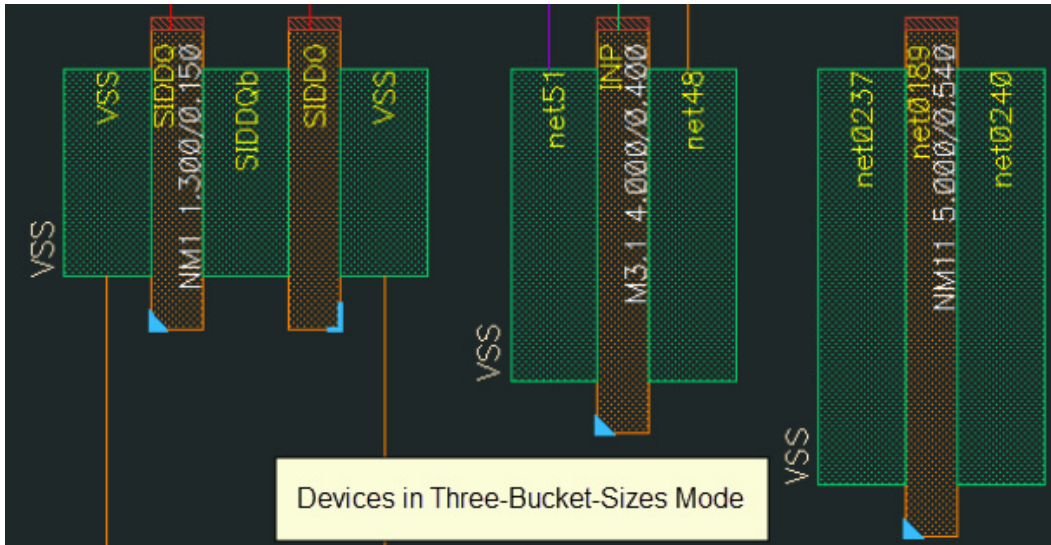 VSS
SIDDQ
NM1 1.300/0.150
SIDDQb
SIDDQ
VSS
VSS
net51
INP
M3.1 4.000/0.400
net48
VSS
net0237
net0189
NM11 5.000/0.540
net0240
VSS
Devices in Three-Bucket-Sizes Mode